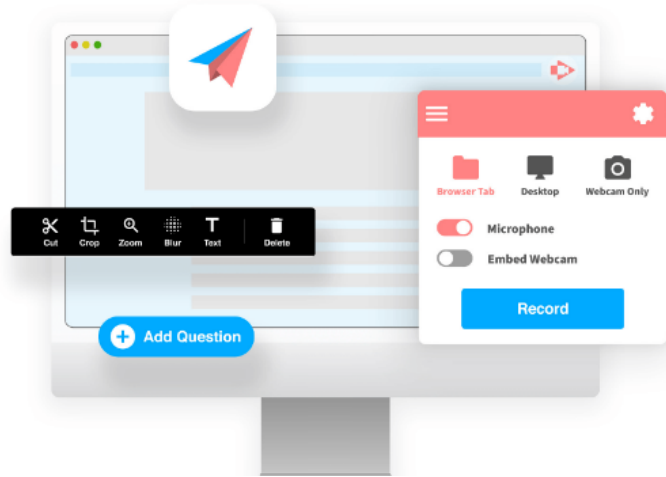 Browser Tab Desktop Webcam Only
Microphone
Embed Webcam
Cut Crop Zoom Blur Text Delete
Record
Add Question